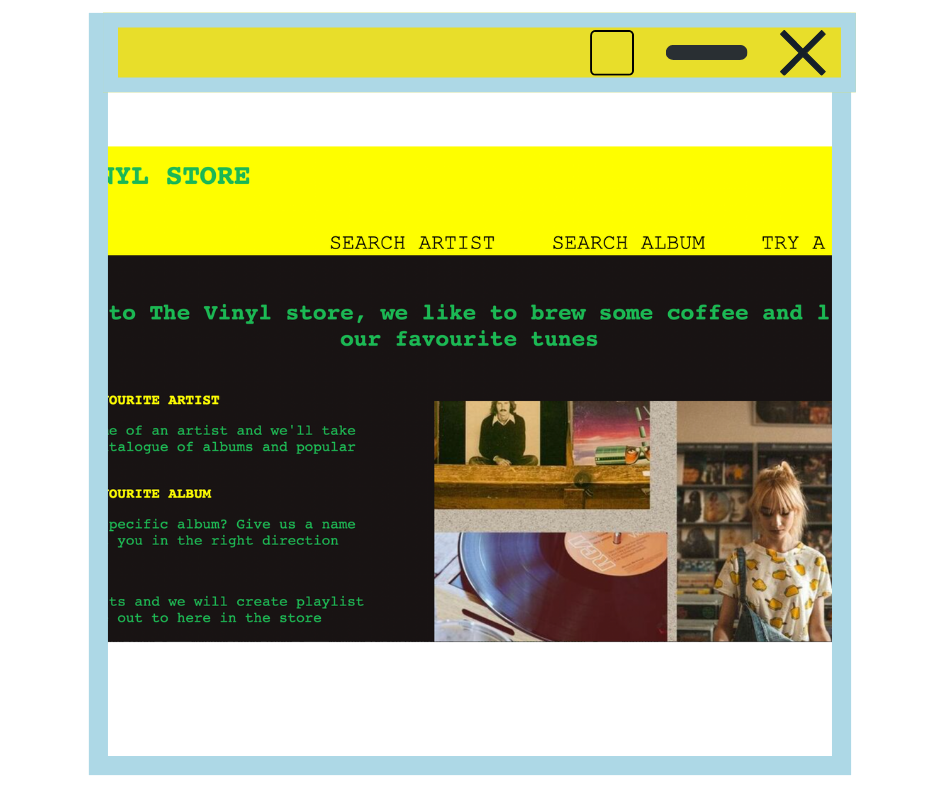 NYL STORE
SEARCH ARTIST SEARCH ALBUM TRY A
to The Vinyl store, we like to brew some coffee and l
our favourite tunes
OURITE ARTIST
e of an artist and we'll take
talogue of albums and popular
OURITE ALBUM
pecific album? Give us a name
you in the right direction
ts and we will create playlist
out to here in the store